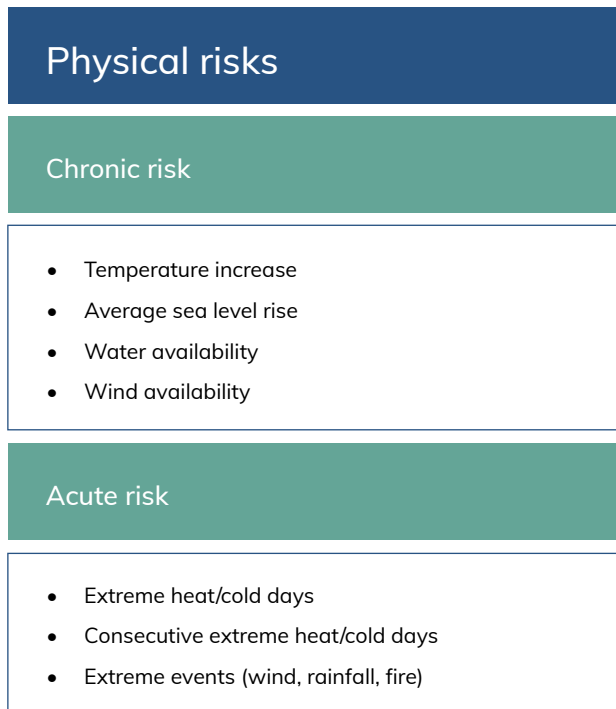 Physical risks
Chronic risk
• Temperature increase
• Average sea level rise
• Water availability
• Wind availability
Acute risk
• Extreme heat/cold days
• Consecutive extreme heat/cold days
• Extreme events (wind, rainfall, fire)